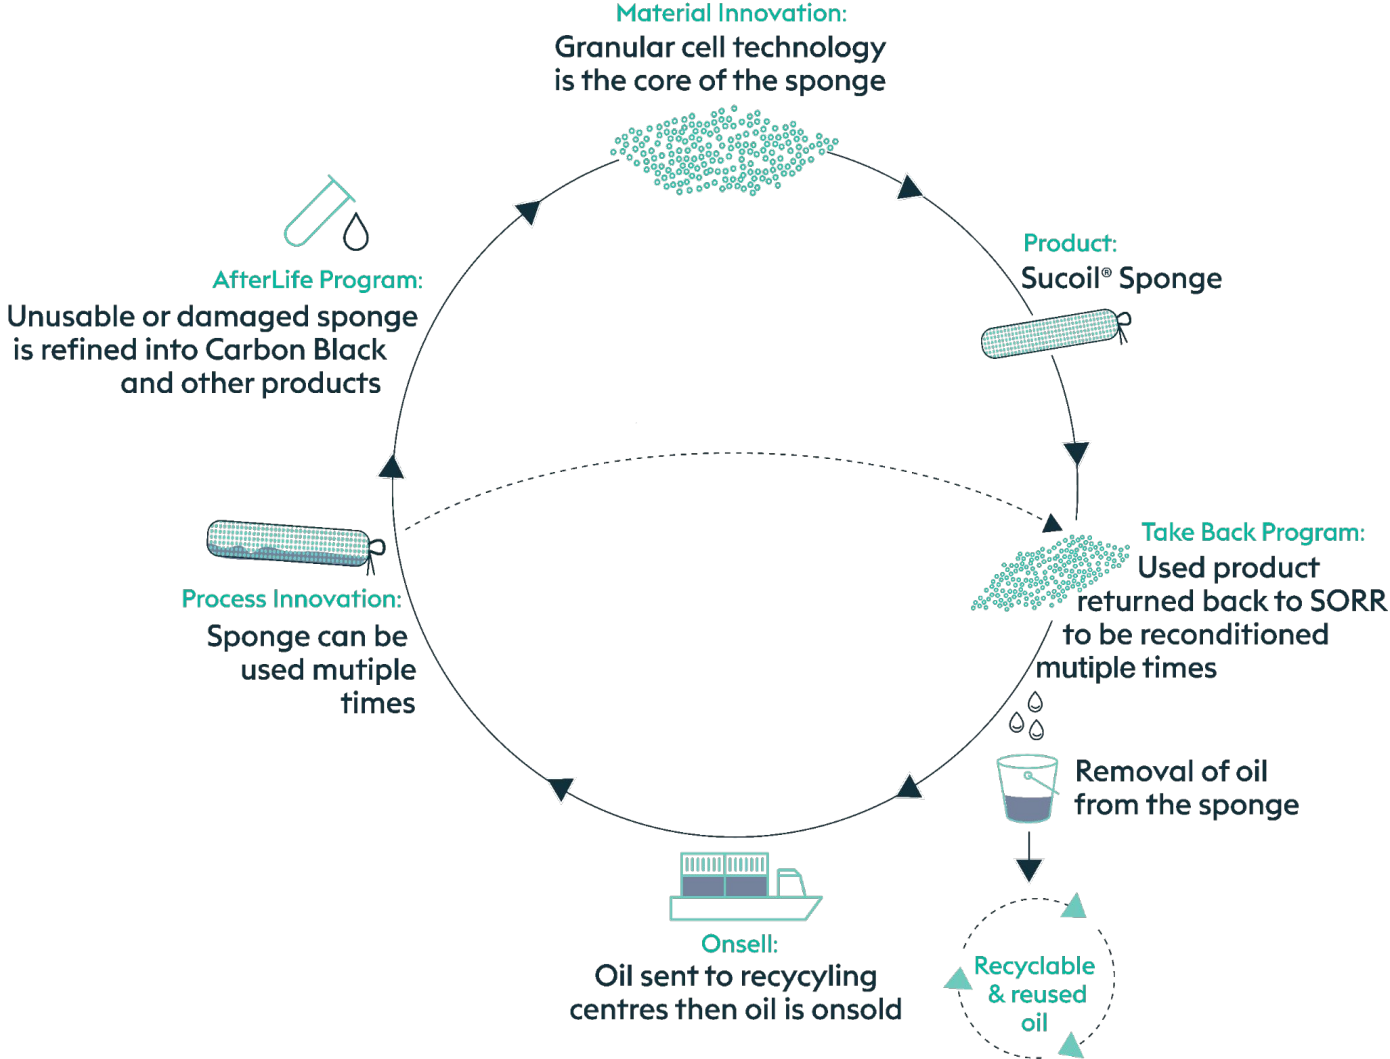 Material Innovation:
Granular cell technology
is the core of the sponge
Product:
Sucoil® Sponge
Take Back Program:
Used product
returned back to SORR
to be reconditioned
mutiple times
Removal of oil
from the sponge
Recyclable
& reused
oil
Onsell:
Oil sent to recycyling
centres then oil is onsold
Process Innovation:
Sponge can be
used mutiple
times
AfterLife Program:
Unusable or damaged sponge
is refined into Carbon Black
and other products